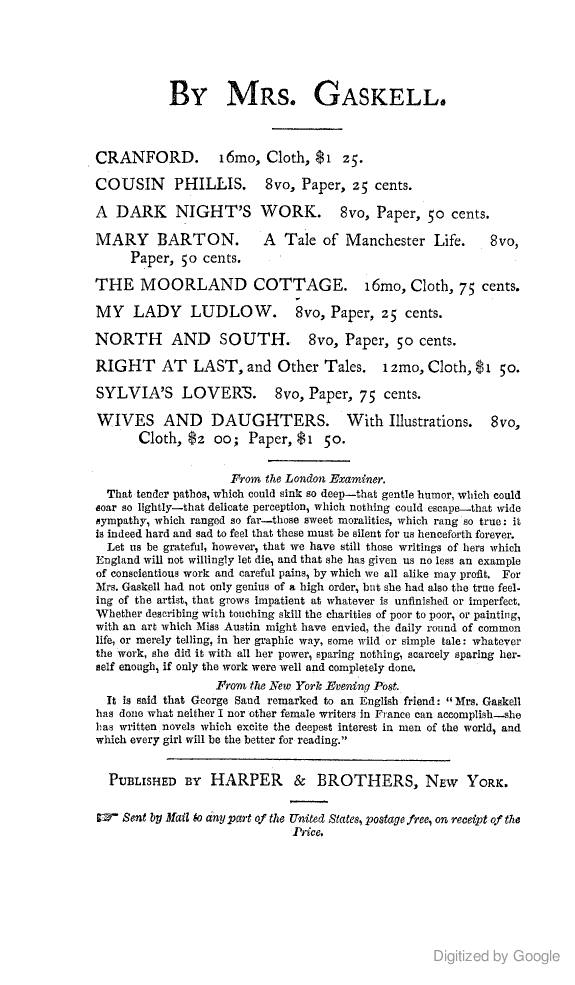 BY MRS. GASKELL.
CRANFORD. 16mo, Cloth, $1 25.
COUSIN PHILLIS. 8vo, Paper, 25 cents.
A DARK NIGHT'S WORK. 8vo, Paper, 50 cents.
MARY BARTON. A Tale of Manchester Life. 8vo,
Paper, 50 cents.
THE MOORLAND COTTAGE. 16mo, Cloth, 75 cents.
MY LADY LUDLOW. 8vo, Paper, 25 cents.
NORTH AND SOUTH. 8vo, Paper, 50 cents.
RIGHT AT LAST, and Other Tales. 12mo, Cloth, $1 50.
SYLVIA'S LOVERS. 8vo, Paper, 75 cents.
WIVES AND DAUGHTERS. With Illustrations. 8vo,
Cloth, $2 00; Paper, $1 50.
From the London Examiner.
That tender pathos, which could sink so deep—that gentle humor, which could
soar so lightly—that delicate perception, which nothing could escape—that wide
sympathy, which ranged so far—those sweet moralities, which rang so true: it
is indeed hard and sad to feel that these must be silent for us henceforth forever.
Let us be grateful, however, that we have still those writings of hers which
England will not willingly let die, and that she has given us no less an example
of conscientious work and careful pains, by which we all alike may profit. For
Mrs. Gaskell had not only genius of a high order, but she had also the true feel-
ing of the artist, that grows impatient at whatever is unfinished or imperfect.
Whether describing with touching skill the charities of poor to poor, or painting,
with an art which Miss Austin might have envied, the daily round of common
life, or merely telling, in her graphic way, some wild or simple tale: whatever
the work, she did it with all her power, sparing nothing, scarcely sparing her-
self enough, if only the work were well and completely done.
From the New York Evening Post.
It is said that George Sand remarked to an English friend: "Mrs. Gaskell
has done what neither I nor other female writers in France can accomplish—she
has written novels which excite the deepest interest in men of the world, and
which every girl will be the better for reading."
PUBLISHED BY HARPER & BROTHERS, NEW YORK.
☞ Sent by Mail to any part of the United States, postage free, on receipt of the
Price.
Digitized by Google